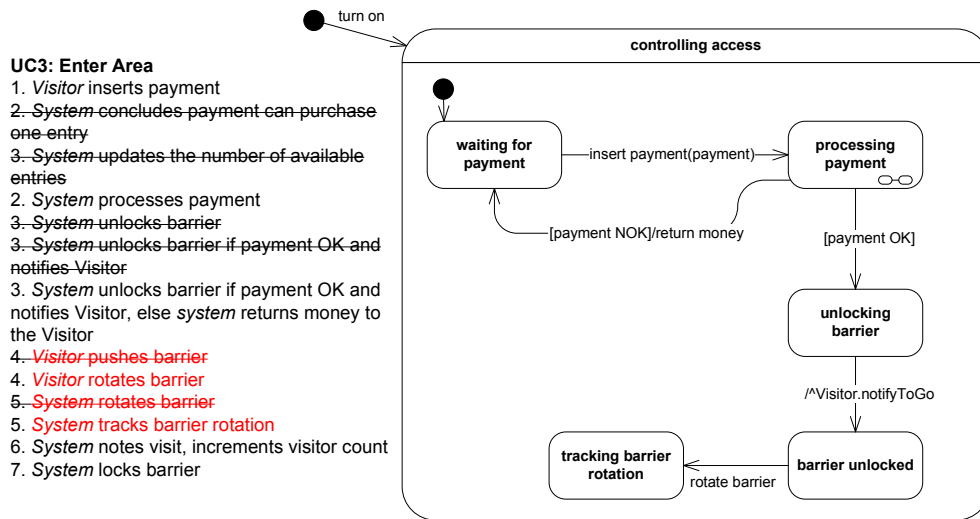 turn on
controlling access
UC3: Enter Area
1. Visitor inserts payment
2. System concludes payment can purchase
one entry
3. System updates the number of available
entries
2. System processes payment
3. System unlocks barrier
3. System unlocks barrier if payment OK and
notifies Visitor
3. System unlocks barrier if payment OK and
notifies Visitor, else system returns money to
the Visitor
4. Visitor pushes barrier
4. Visitor rotates barrier
5. System rotates barrier
5. System tracks barrier rotation
6. System notes visit, increments visitor count
7. System locks barrier
waiting for
payment
insert payment(payment)
processing
payment
[payment NOK]/return money
[payment OK]
unlocking
barrier
/^Visitor.notifyToGo
tracking barrier
rotation
rotate barrier
barrier unlocked